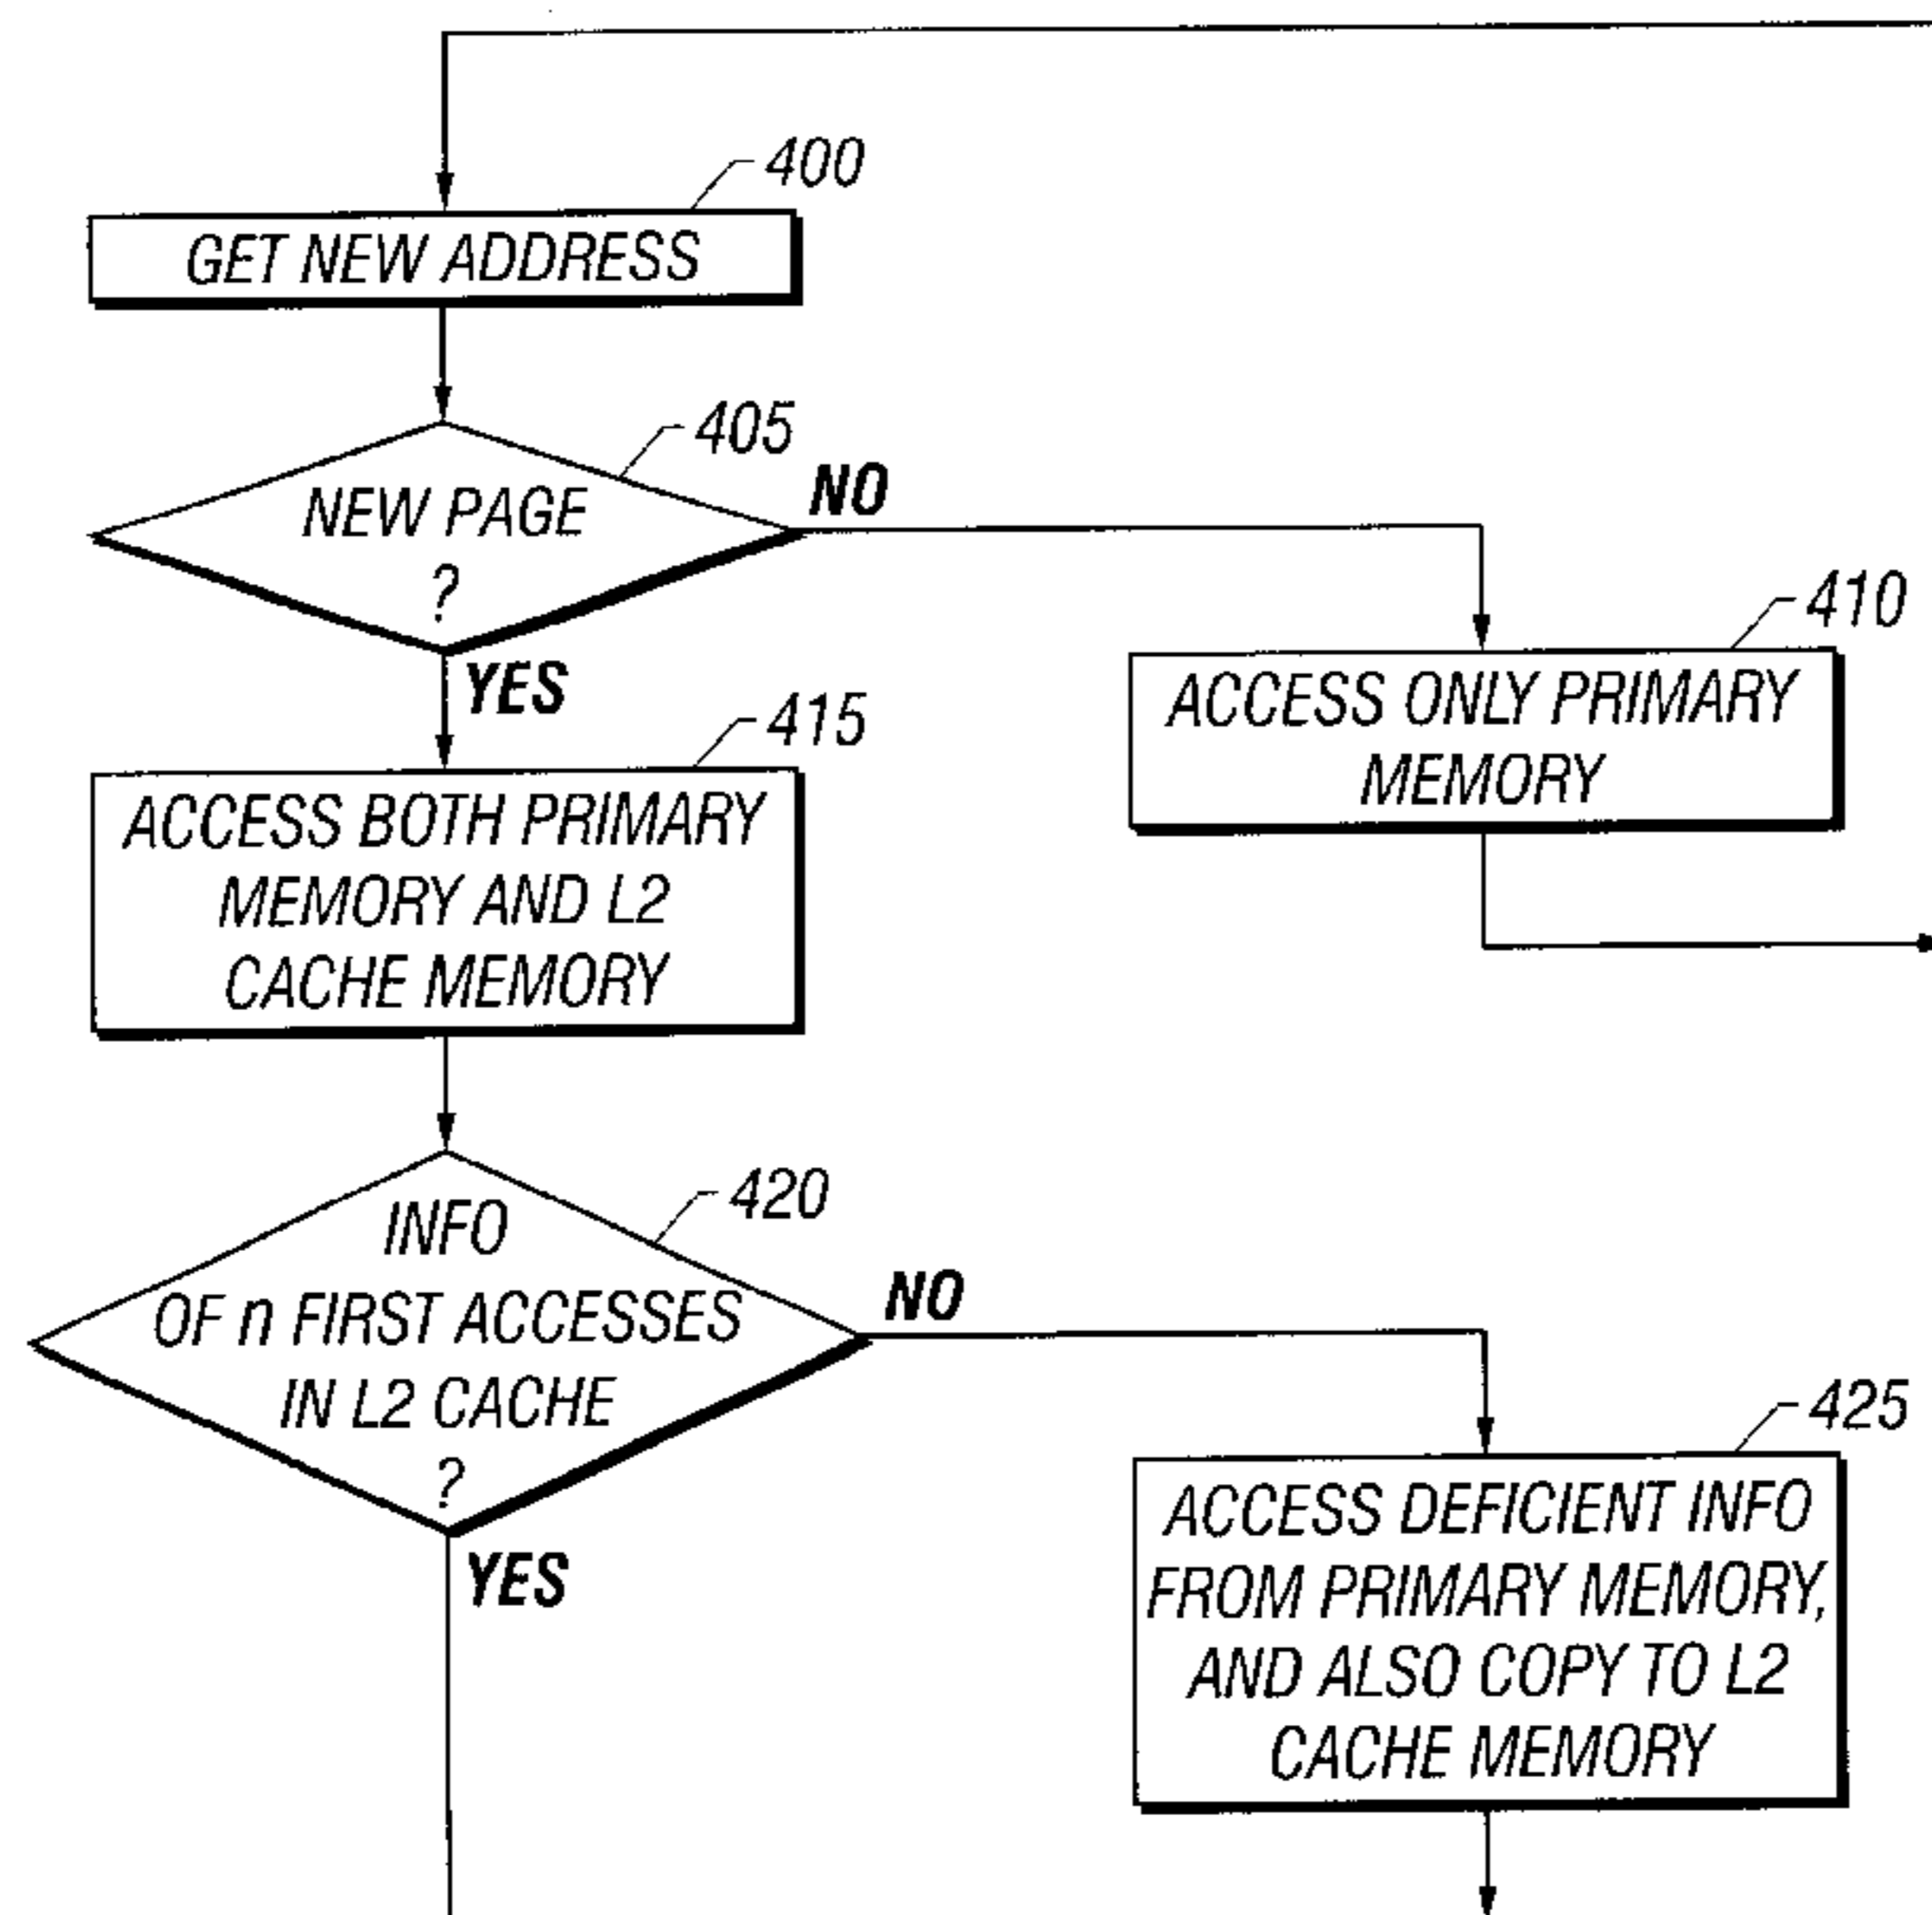 400
GET NEW ADDRESS
405
NEW PAGE
?
NO
YES
410
ACCESS ONLY PRIMARY
MEMORY
415
ACCESS BOTH PRIMARY
MEMORY AND L2
CACHE MEMORY
420
INFO
OF n FIRST ACCESSES
IN L2 CACHE
?
NO
YES
425
ACCESS DEFICIENT INFO
FROM PRIMARY MEMORY,
AND ALSO COPY TO L2
CACHE MEMORY